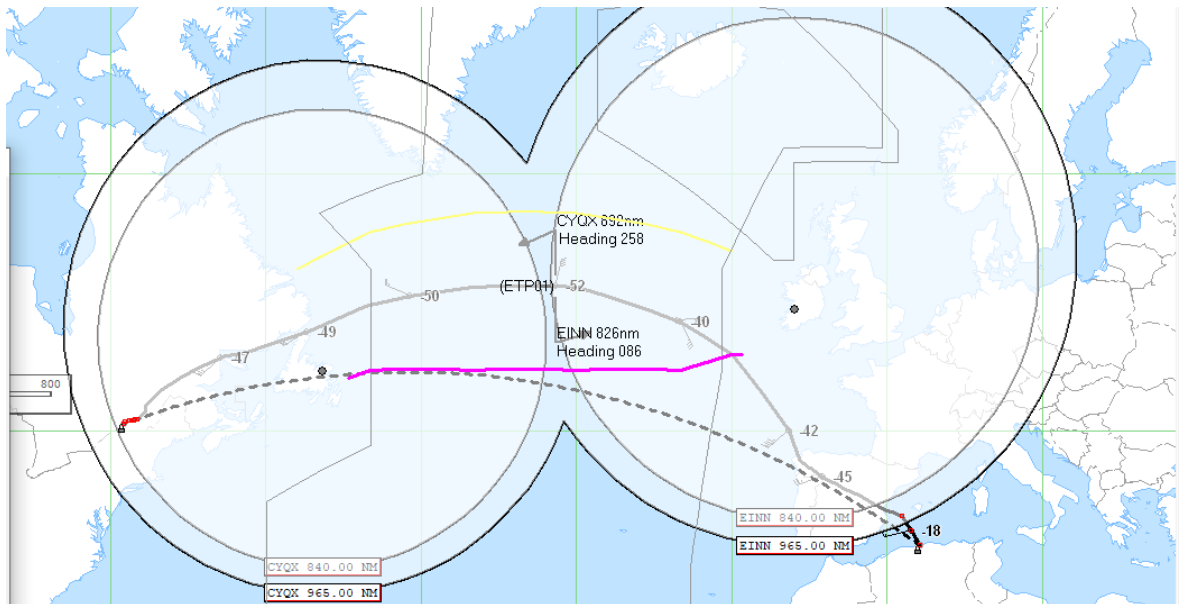 CYQX 692nm
Heading 258
(ETP01)
-52
-50
-49
-40
EINN 826nm
Heading 086
-47
800
-42
-45
EINN 840.00 NM
-18
EINN 965.00 NM
CYQX 840.00 NM
CYQX 965.00 NM